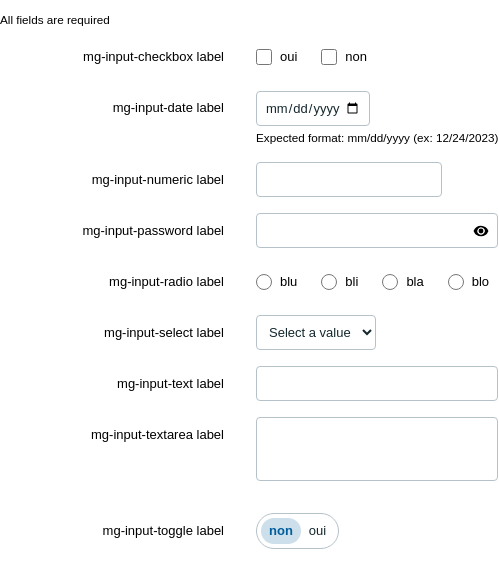 All fields are required
mg-input-checkbox label oui non
mg-input-date label mm/dd/yyyy
Expected format: mm/dd/yyyy (ex: 12/24/2023)
mg-input-numeric label
mg-input-password label
mg-input-radio label blu bli bla blo
mg-input-select label Select a value
mg-input-text label
mg-input-textarea label
mg-input-toggle label non oui